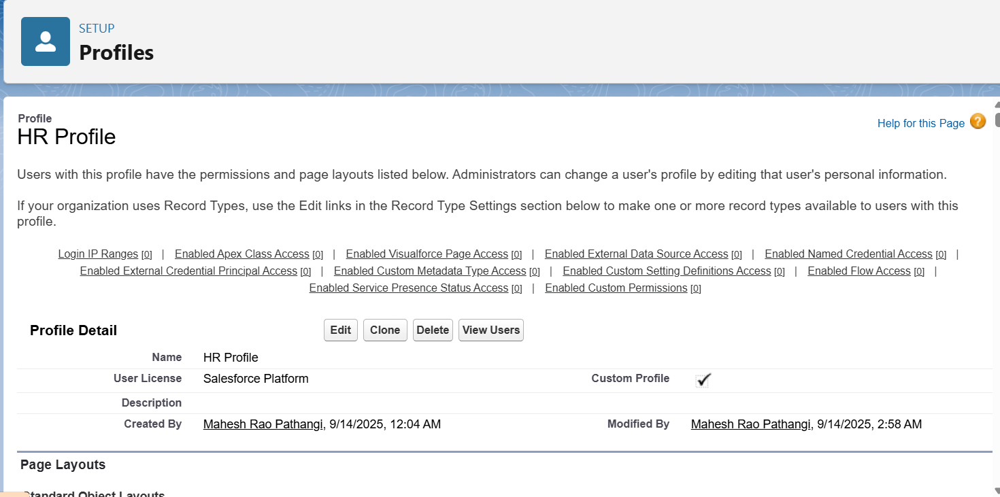 SETUP
Profiles
Profile
HR Profile
Help for this Page ?
Users with this profile have the permissions and page layouts listed below. Administrators can change a user's profile by editing that user's personal information.
If your organization uses Record Types, use the Edit links in the Record Type Settings section below to make one or more record types available to users with this
profile.
Login IP Ranges [0] | Enabled Apex Class Access [0] | Enabled Visualforce Page Access [0] | Enabled External Data Source Access [0] | Enabled Named Credential Access [0] |
Enabled External Credential Principal Access [0] | Enabled Custom Metadata Type Access [0] | Enabled Custom Setting Definitions Access [0] | Enabled Flow Access [0] |
Enabled Service Presence Status Access [0] | Enabled Custom Permissions [0]
Profile Detail Edit Clone Delete View Users
Name HR Profile
User License Salesforce Platform Custom Profile
Description
Created By Mahesh Rao Pathangi, 9/14/2025, 12:04 AM Modified By Mahesh Rao Pathangi, 9/14/2025, 2:58 AM
Page Layouts
Standard Object Layouts